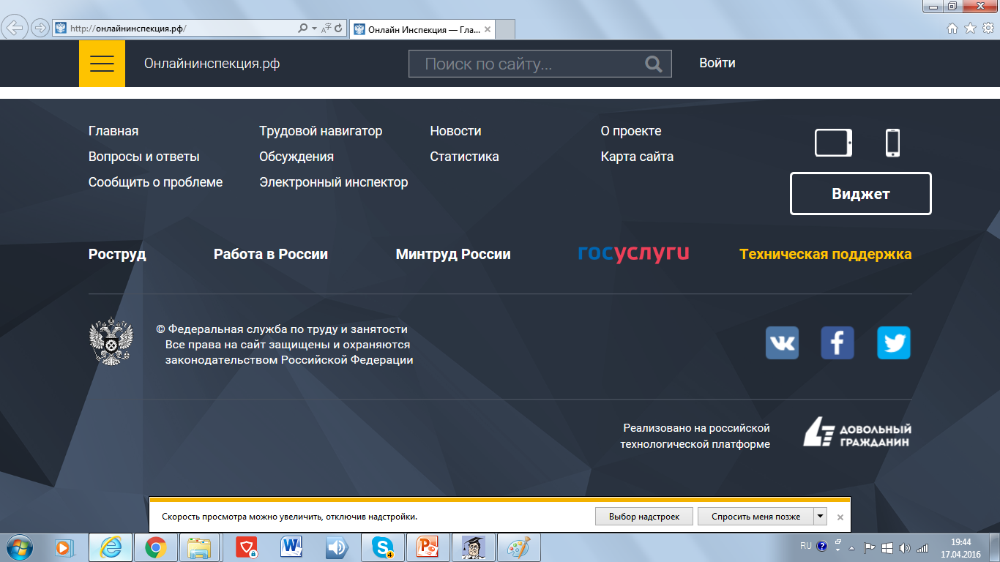 http://онлайнинспекция.рф/
Онлайн Инспекция — Гла...
Онлайнинспекция.рф
Поиск по сайту...
Войти
Главная
Трудовой навигатор
Новости
О проекте
Вопросы и ответы
Обсуждения
Статистика
Карта сайта
Сообщить о проблеме
Электронный инспектор
Виджет
Роструд
Работа в России
Минтруд России
госуслуги
Техническая поддержка
© Федеральная служба по труду и занятости
Все права на сайт защищены и охраняются
законодательством Российской Федерации
Реализовано на российской
технологической платформе
ДОВОЛЬНЫЙ
ГРАЖДАНИН
Скорость просмотра можно увеличить, отключив надстройки.
Выбор надстроек
Спросить меня позже
RU
19:44
17.04.2016